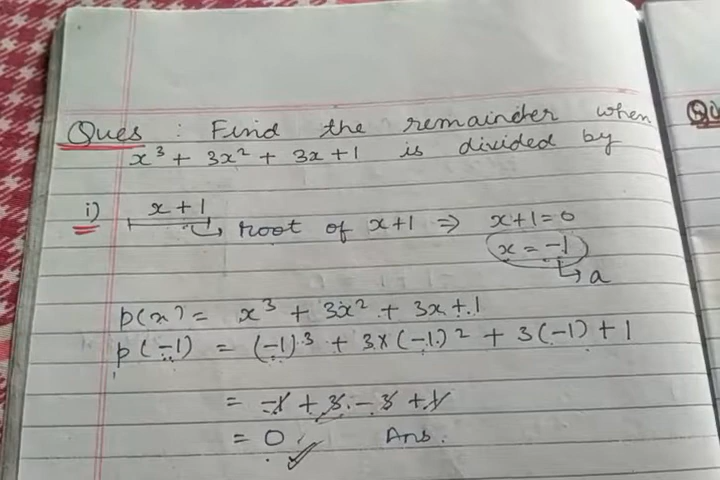 Ques : Find the remainder when
x³ + 3x² + 3x + 1 is divided by
i) x + 1
root of x+1 ⇒ x+1=0
x = -1
a
p(x) = x³ + 3x² + 3x + 1
p(-1) = (-1)³ + 3×(-1)² + 3(-1) + 1
= -1 + 3 - 3 + 1
= 0 Ans.